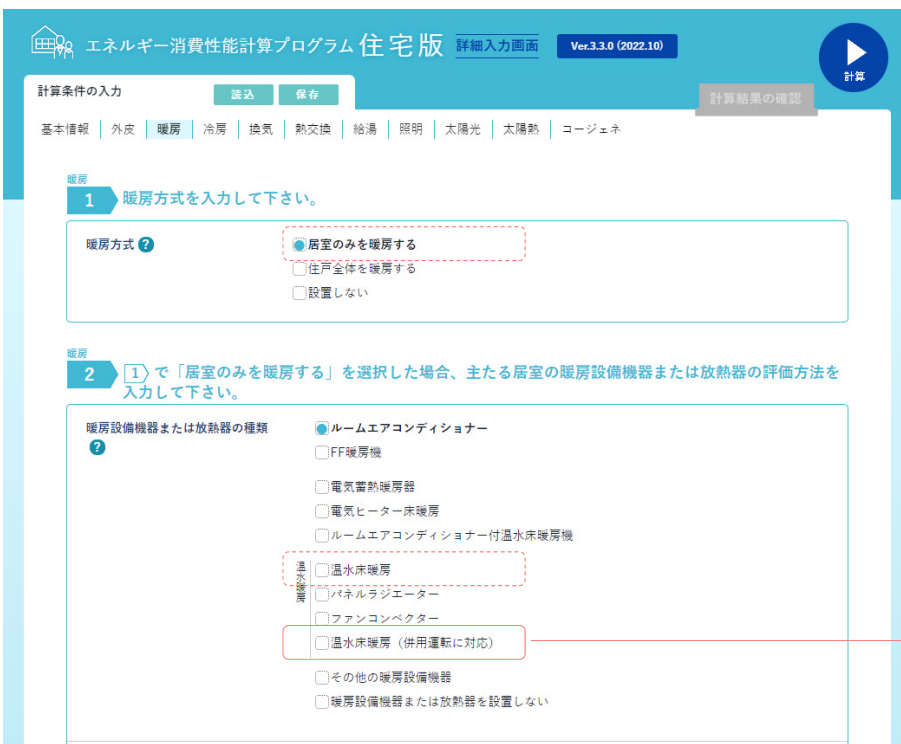 エネルギー消費性能計算プログラム 住宅版 詳細入力画面 Ver.3.3.0 (2022.10)
計算
計算条件の入力 読込 保存
計算結果の確認
基本情報 外皮 暖房 冷房 換気 熱交換 給湯 照明 太陽光 太陽熱 コージェネ
暖房
1 暖房方式を入力して下さい。
暖房方式 ?
居室のみを暖房する
住戸全体を暖房する
設置しない
暖房
2 1 で「居室のみを暖房する」を選択した場合、主たる居室の暖房設備機器または放熱器の評価方法を
入力して下さい。
暖房設備機器または放熱器の種類
?
ルームエアコンディショナー
FF暖房機
電気蓄熱暖房器
電気ヒーター床暖房
ルームエアコンディショナー付温水床暖房機
温水暖房
温水床暖房
パネルラジエーター
ファンコンベクター
温水床暖房（併用運転に対応）
その他の暖房設備機器
暖房設備機器または放熱器を設置しない